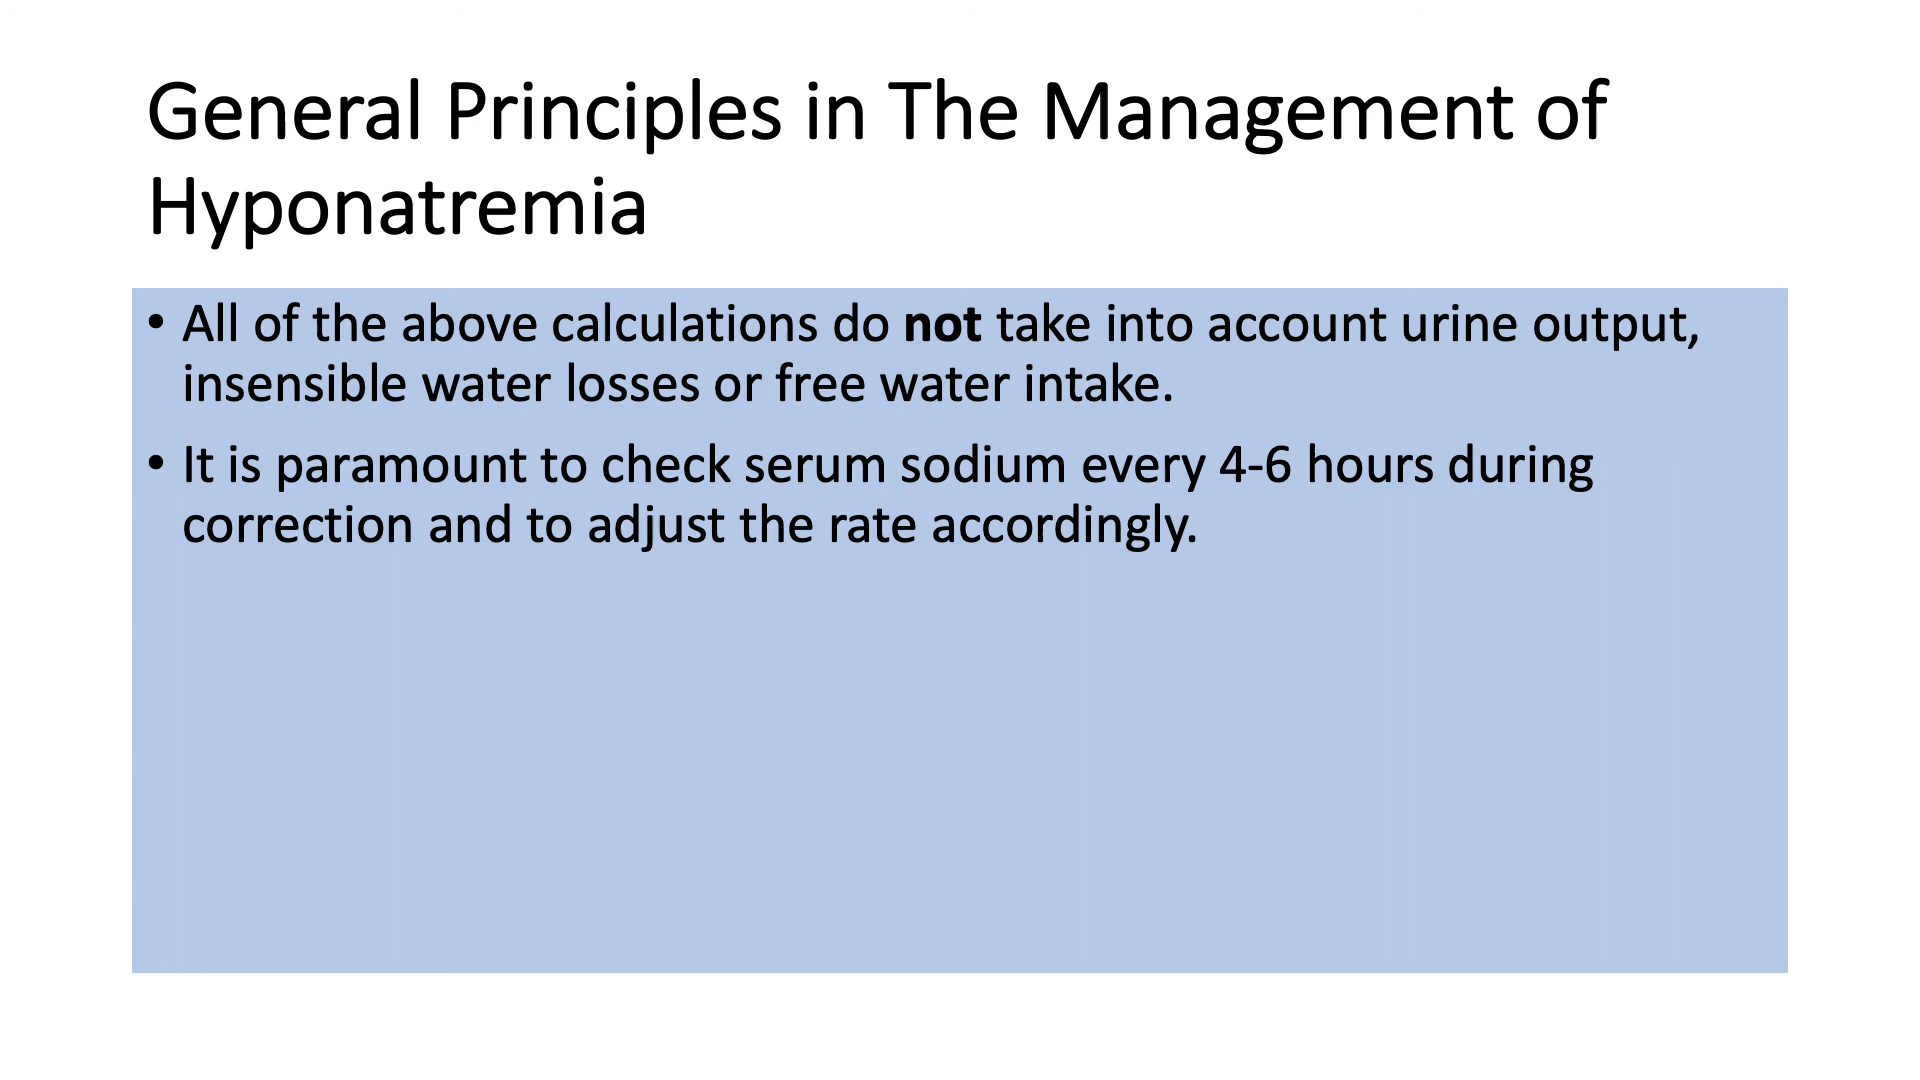 General Principles in The Management of
Hyponatremia
• All of the above calculations do not take into account urine output,
insensible water losses or free water intake.
• It is paramount to check serum sodium every 4-6 hours during
correction and to adjust the rate accordingly.